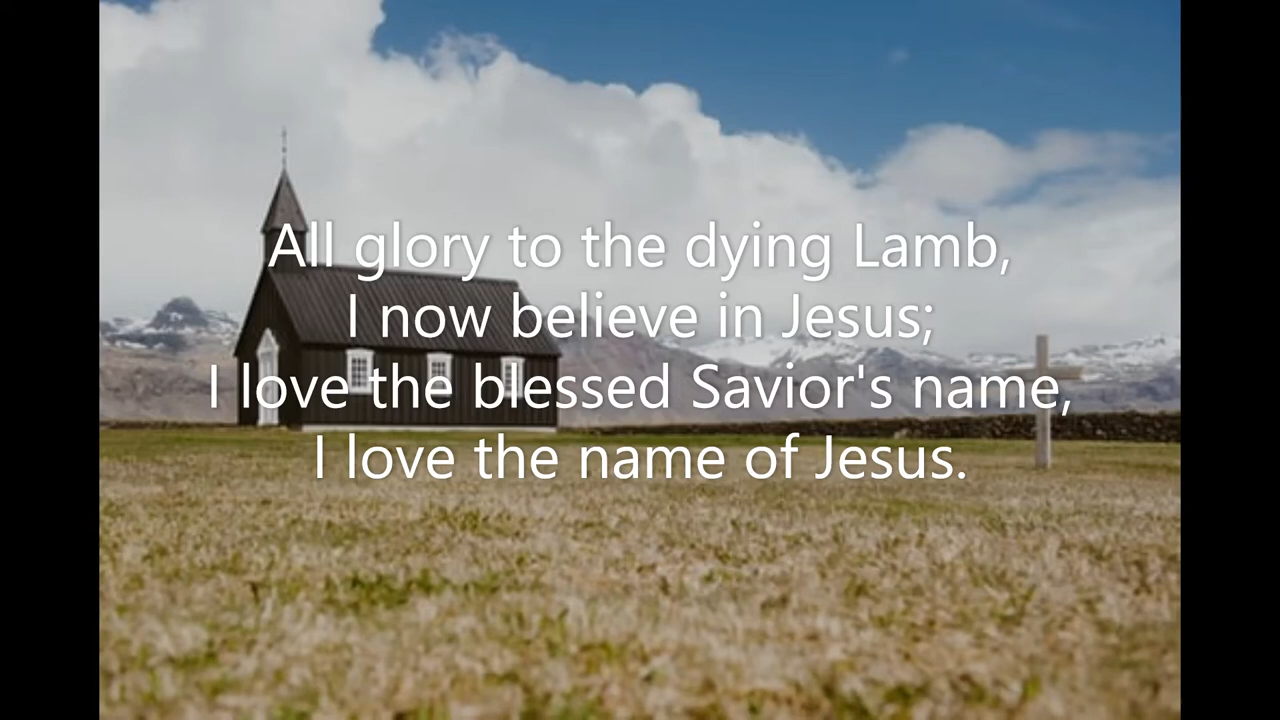 All glory to the dying Lamb,
I now believe in Jesus;
I love the blessed Savior's name,
I love the name of Jesus.